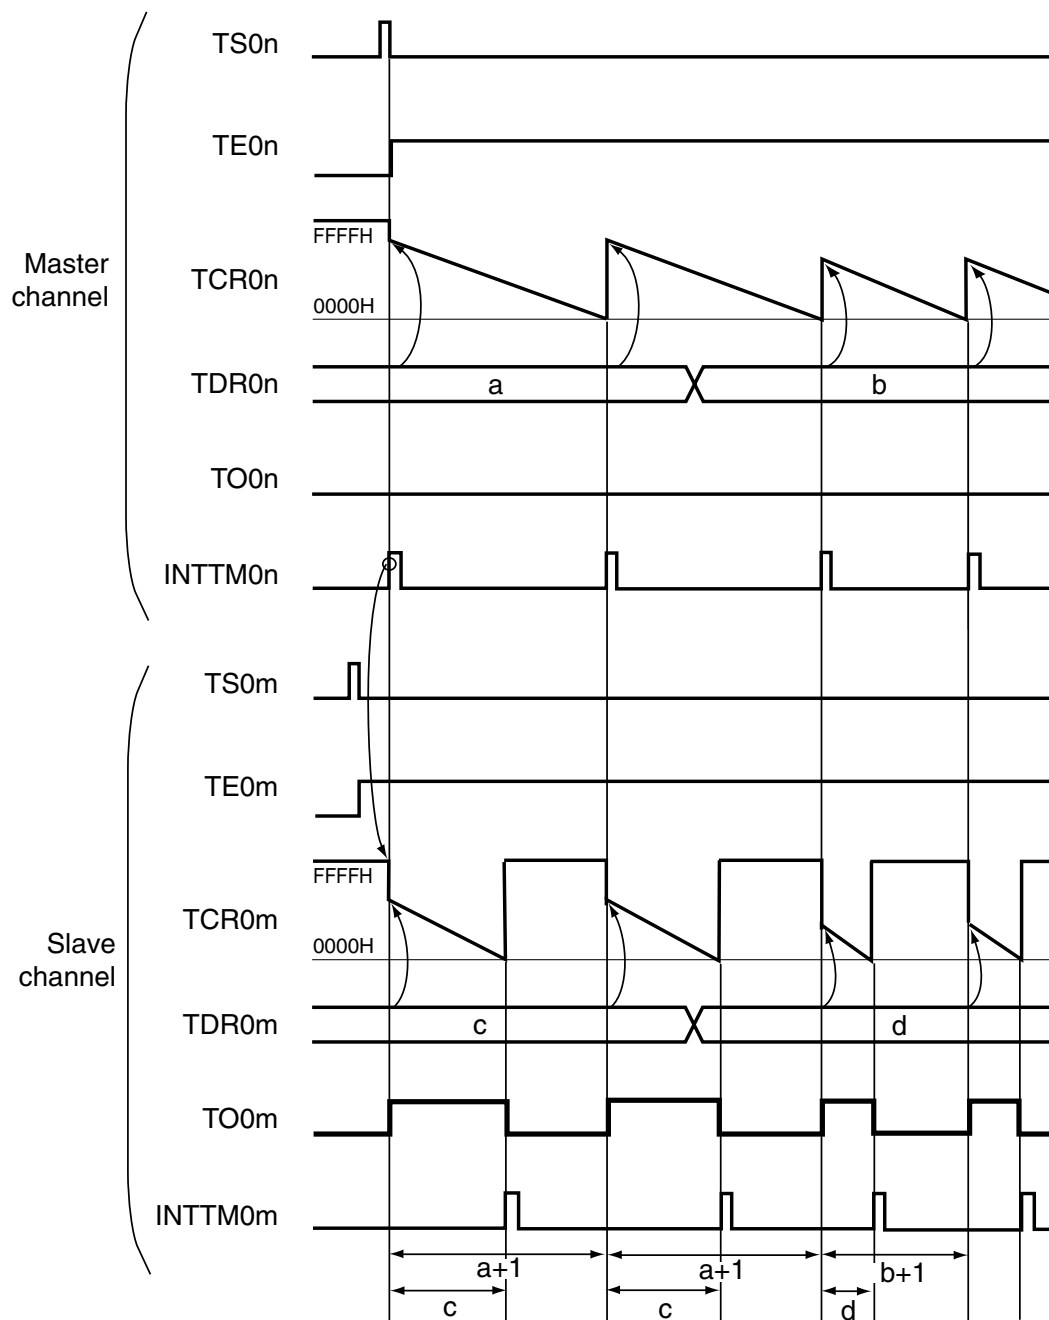 TS0n
TE0n
Master
channel
FFFFH
TCR0n
0000H
TDR0n
a
b
TO0n
INTTM0n
TS0m
TE0m
Slave
channel
FFFFH
TCR0m
0000H
TDR0m
c
d
TO0m
INTTM0m
a+1
a+1
b+1
c
c
d